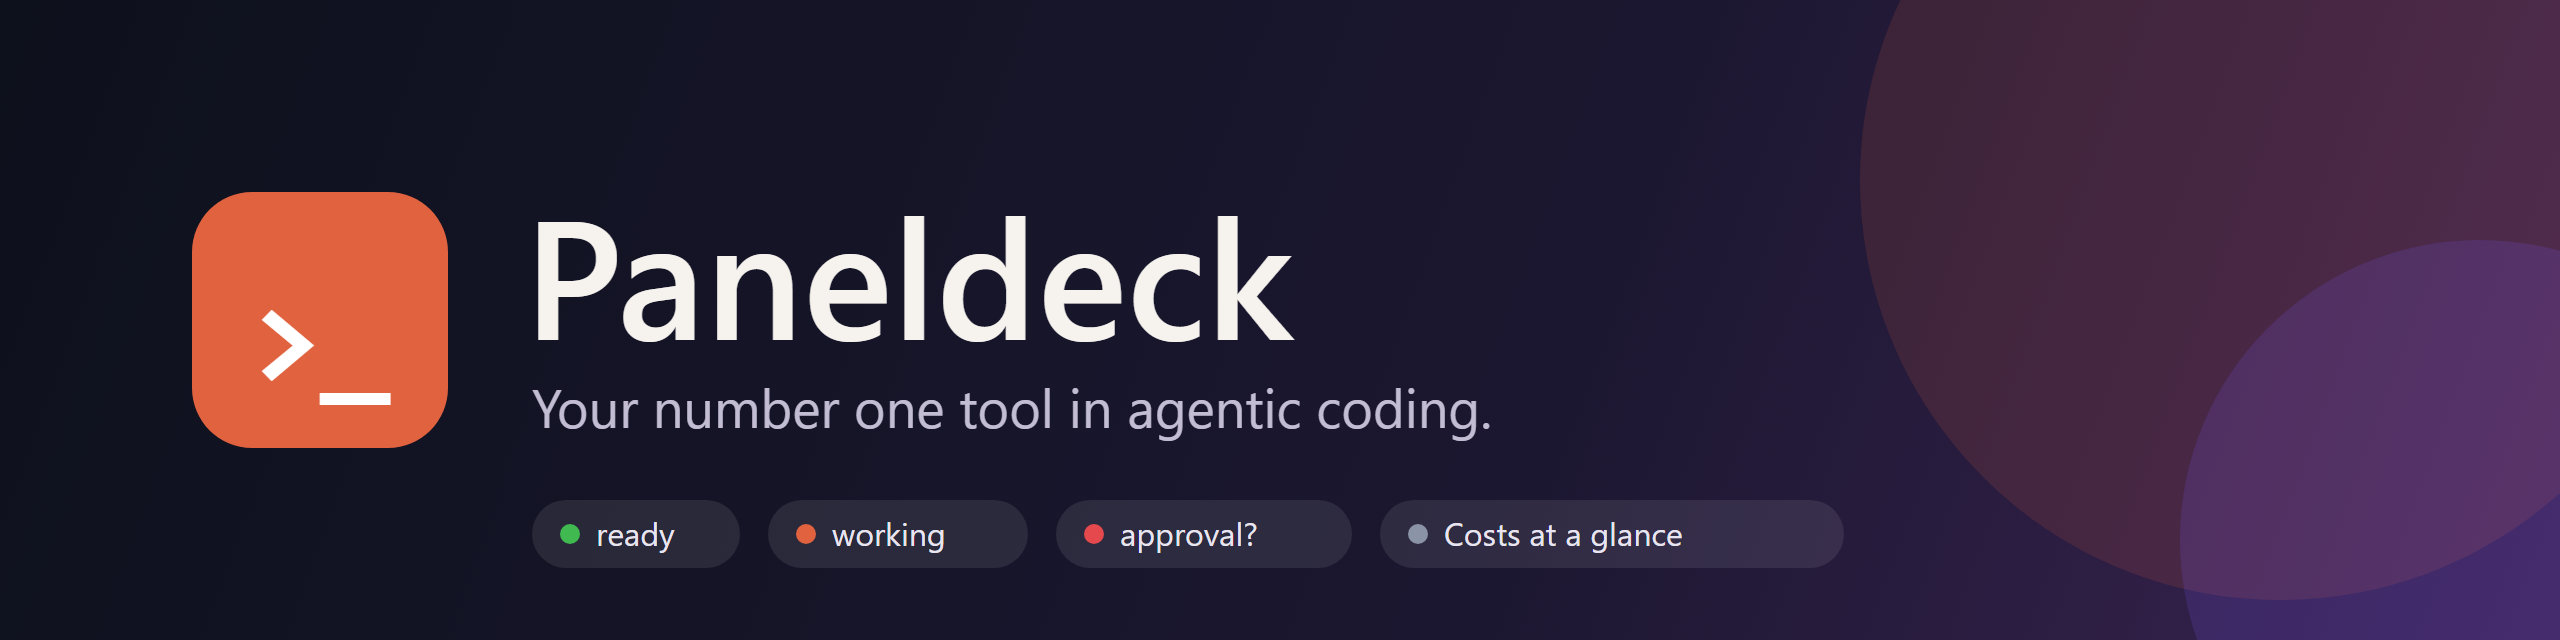 >_
Paneldeck
Your number one tool in agentic coding.
ready
working
approval?
Costs at a glance